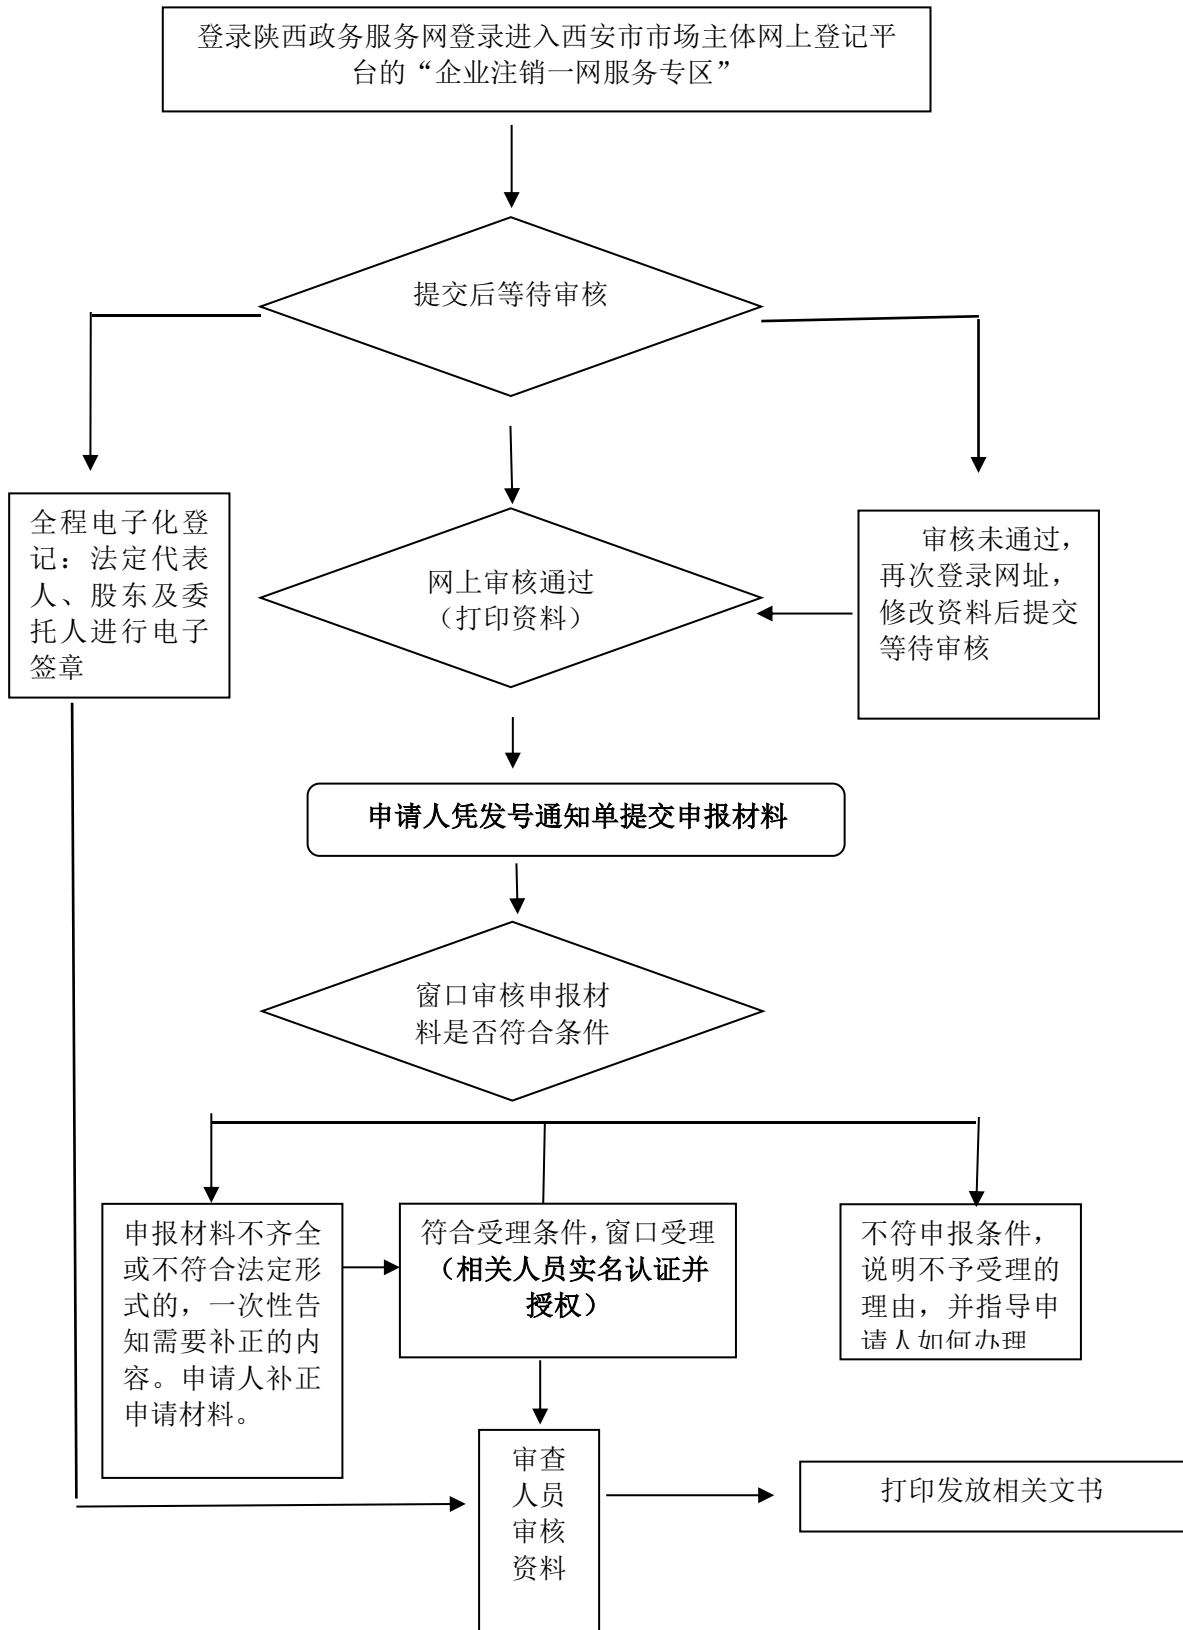 登录陕西政务服务网登录进入西安市市场主体网上登记平
台的“企业注销一网服务专区”
提交后等待审核
全程电子化登
记：法定代表
人、股东及委
托人进行电子
签章
网上审核通过
（打印资料）
审核未通过，
再次登录网址，
修改资料后提交
等待审核
申请人凭发号通知单提交申报材料
窗口审核申报材
料是否符合条件
申报材料不齐全
或不符合法定形
式的，一次性告
知需要补正的内
容。申请人补正
申请材料。
符合受理条件，窗口受理
（相关人员实名认证并
授权）
不符申报条件，
说明不予受理的
理由，并指导申
请人如何办理
审查
人员
审核
资料
打印发放相关文书